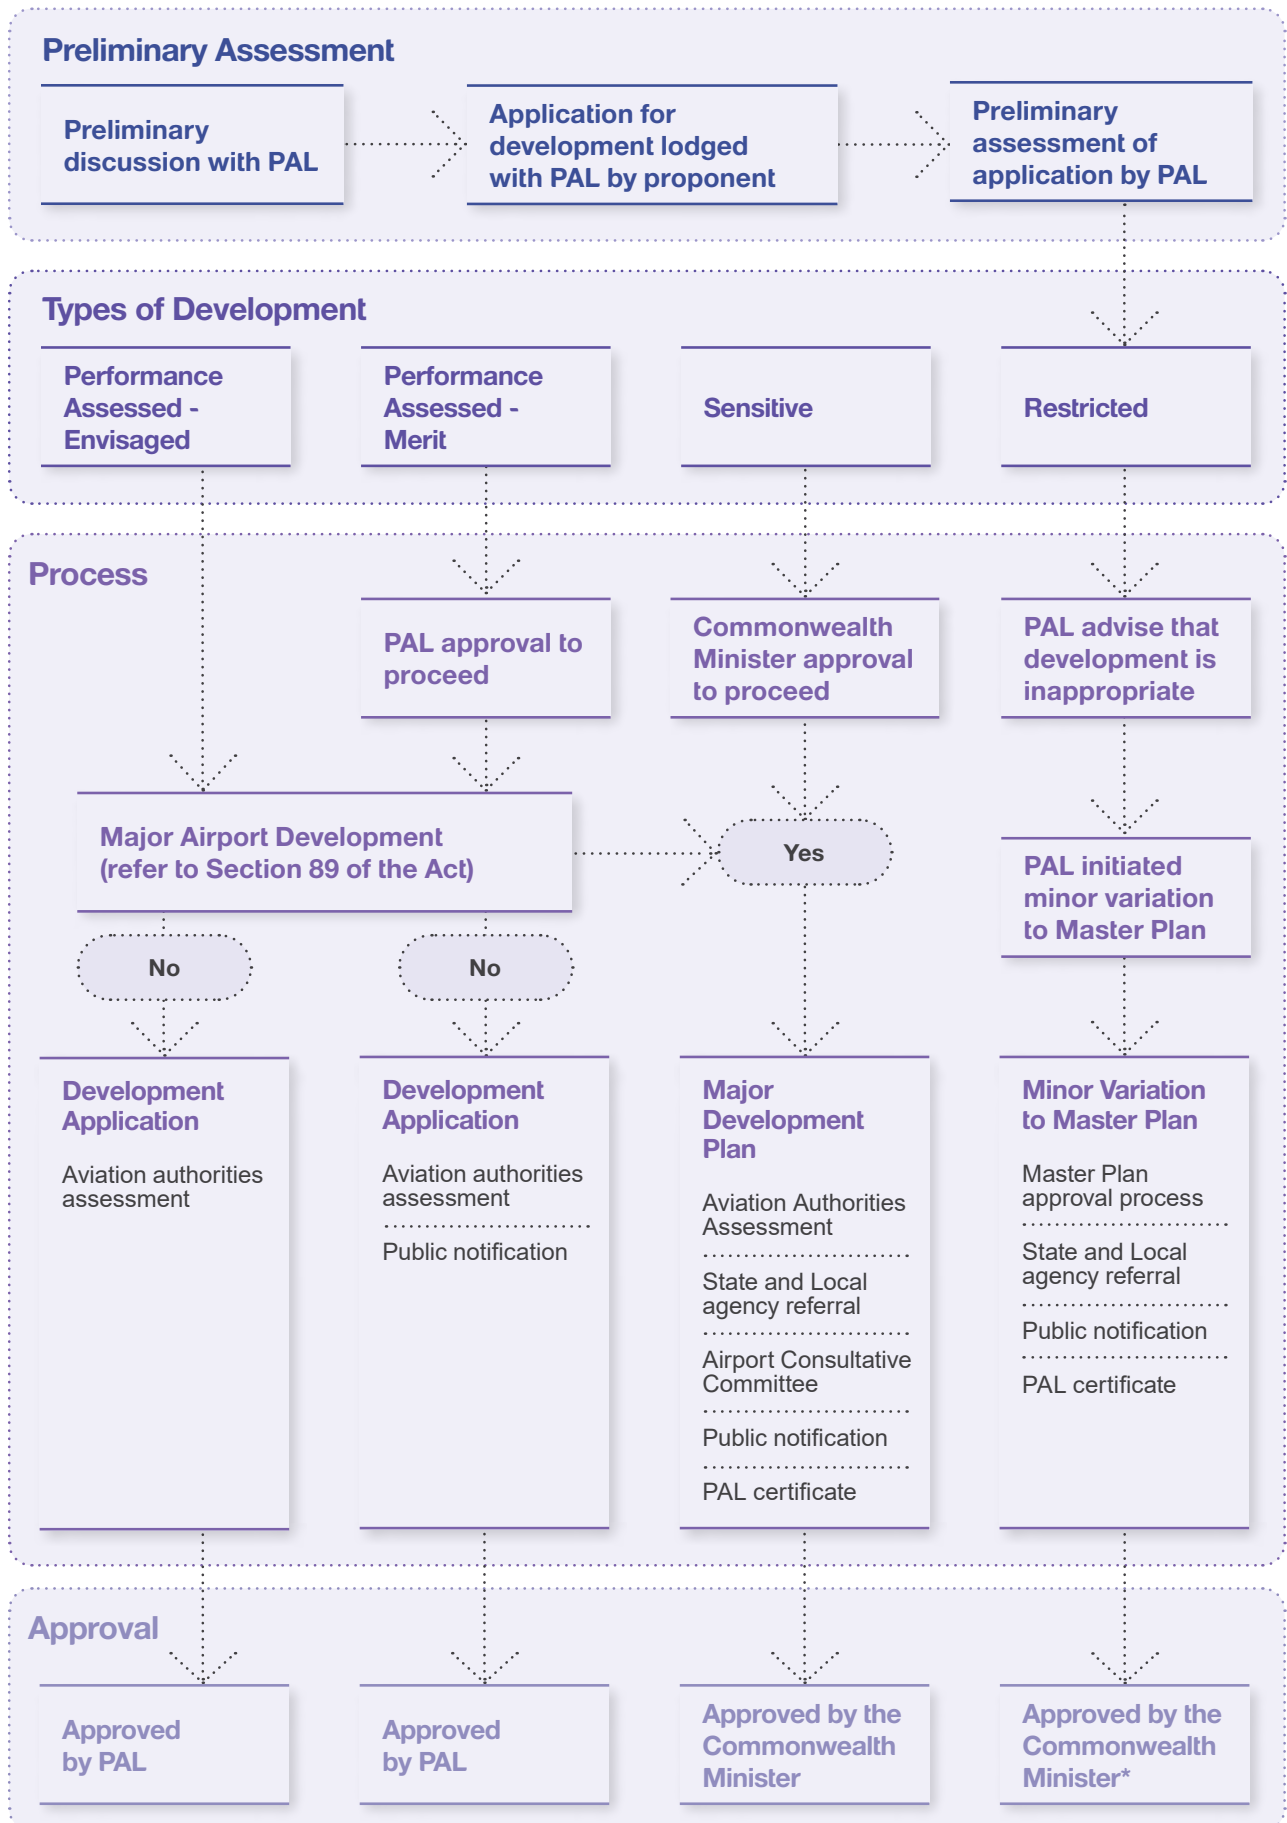 Preliminary Assessment
Preliminary
discussion with PAL
Application for
development lodged
with PAL by proponent
Preliminary
assessment of
application by PAL
Types of Development
Performance
Assessed -
Envisaged
Performance
Assessed -
Merit
Sensitive
Restricted
Process
PAL approval to
proceed
Commonwealth
Minister approval
to proceed
PAL advise that
development is
inappropriate
Major Airport Development
(refer to Section 89 of the Act)
Yes
PAL initiated
minor variation
to Master Plan
No
No
Development
Application
Aviation authorities
assessment
Development
Application
Aviation authorities
assessment
Public notification
Major
Development
Plan
Aviation Authorities
Assessment
State and Local
agency referral
Airport Consultative
Committee
Public notification
PAL certificate
Minor Variation
to Master Plan
Master Plan
approval process
State and Local
agency referral
Public notification
PAL certificate
Approval
Approved
by PAL
Approved
by PAL
Approved by the
Commonwealth
Minister
Approved by the
Commonwealth
Minister*